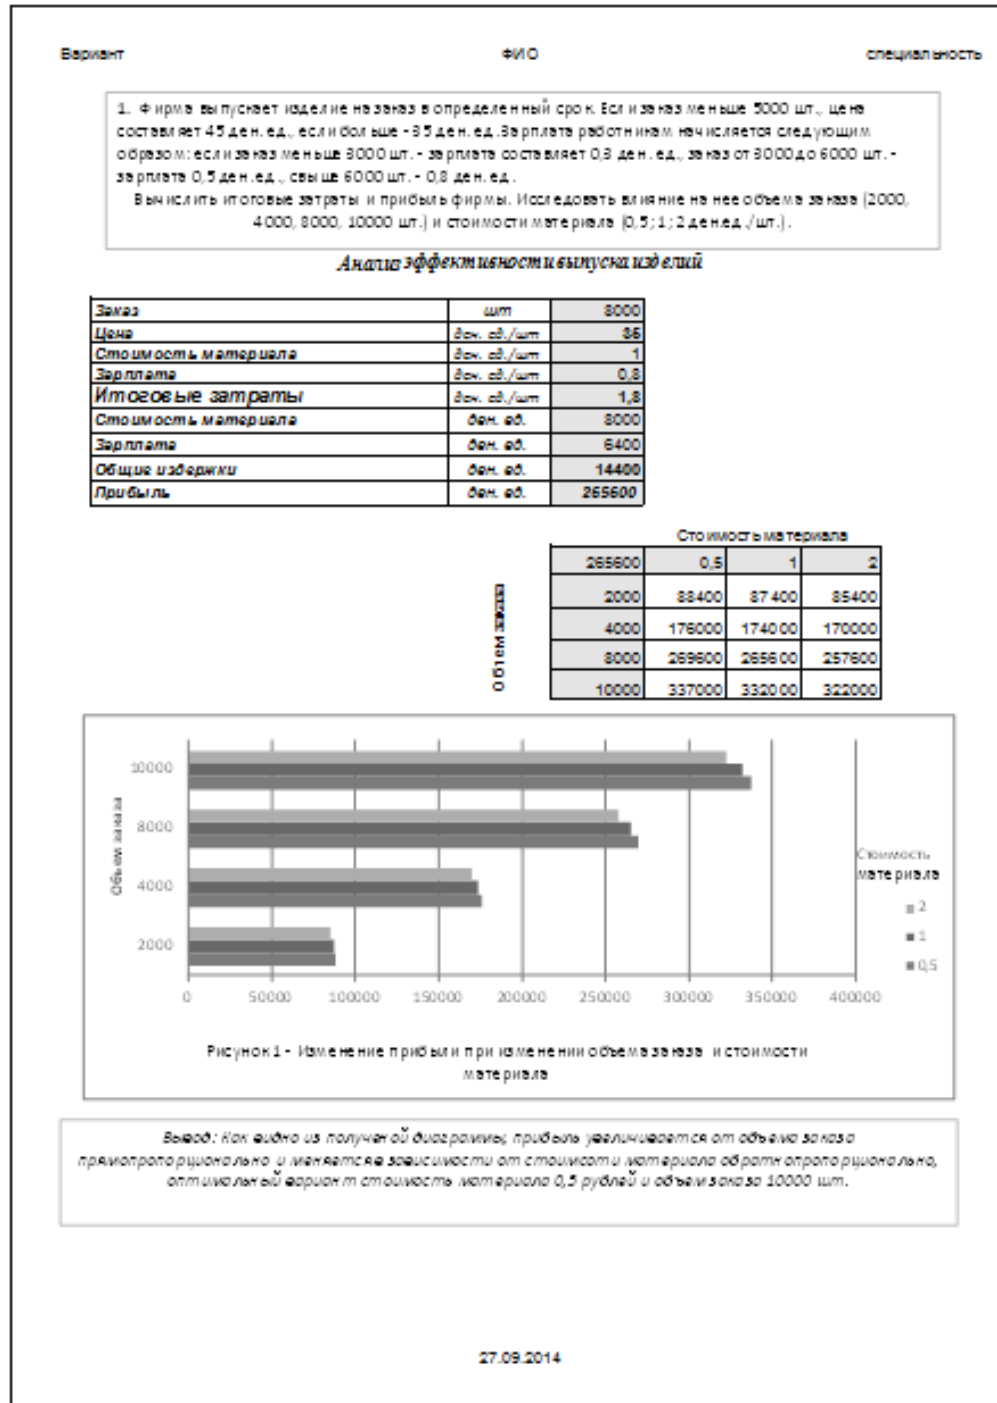 Вариант ФИО специальность
1. Фирма выпускает изделие на заказ в определенный срок. Если заказ меньше 5000 шт., цена
составляет 45 ден. ед., если больше - 35 ден. ед. Зарплата работникам начисляется следующим
образом: если заказ меньше 3000 шт. - зарплата составляет 0,3 ден. ед., заказ от 3000 до 6000 шт. -
зарплата 0,5 ден. ед., свыше 6000 шт. - 0,8 ден. ед.
Вычислить итоговые затраты и прибыль фирмы. Исследовать влияние на нее объема заказа (2000,
4000, 8000, 10000 шт.) и стоимости материала (0,5; 1; 2 ден.ед./шт.).
Анализ эффективности выпуска изделий
Заказ шт 8000
Цена ден. ед./шт 35
Стоимость материала ден. ед./шт 1
Зарплата ден. ед./шт 0,8
Итоговые затраты ден. ед./шт 1,8
Стоимость материала ден. ед. 8000
Зарплата ден. ед. 6400
Общие издержки ден. ед. 14400
Прибыль ден. ед. 265600
Стоимость материала
Объем заказа
265600 0,5 1 2
2000 88400 87400 85400
4000 176000 174000 170000
8000 269600 265600 257600
10000 337000 332000 322000
Объем заказа
10000
8000
4000
2000
0 50000 100000 150000 200000 250000 300000 350000 400000
Стоимость
материала
2
1
0,5
Рисунок 1 - Изменение прибыли при изменении объема заказа и стоимости
материала
Вывод: Как видно из полученой диаграммы, прибыль увеличивается от объема заказа
прямопропорционально и меняется в зависимости от стоимсоти материала обратнопропорционально,
оптимальный вариант стоимость материала 0,5 рублей и объем заказа 10000 шт.
27.09.2014